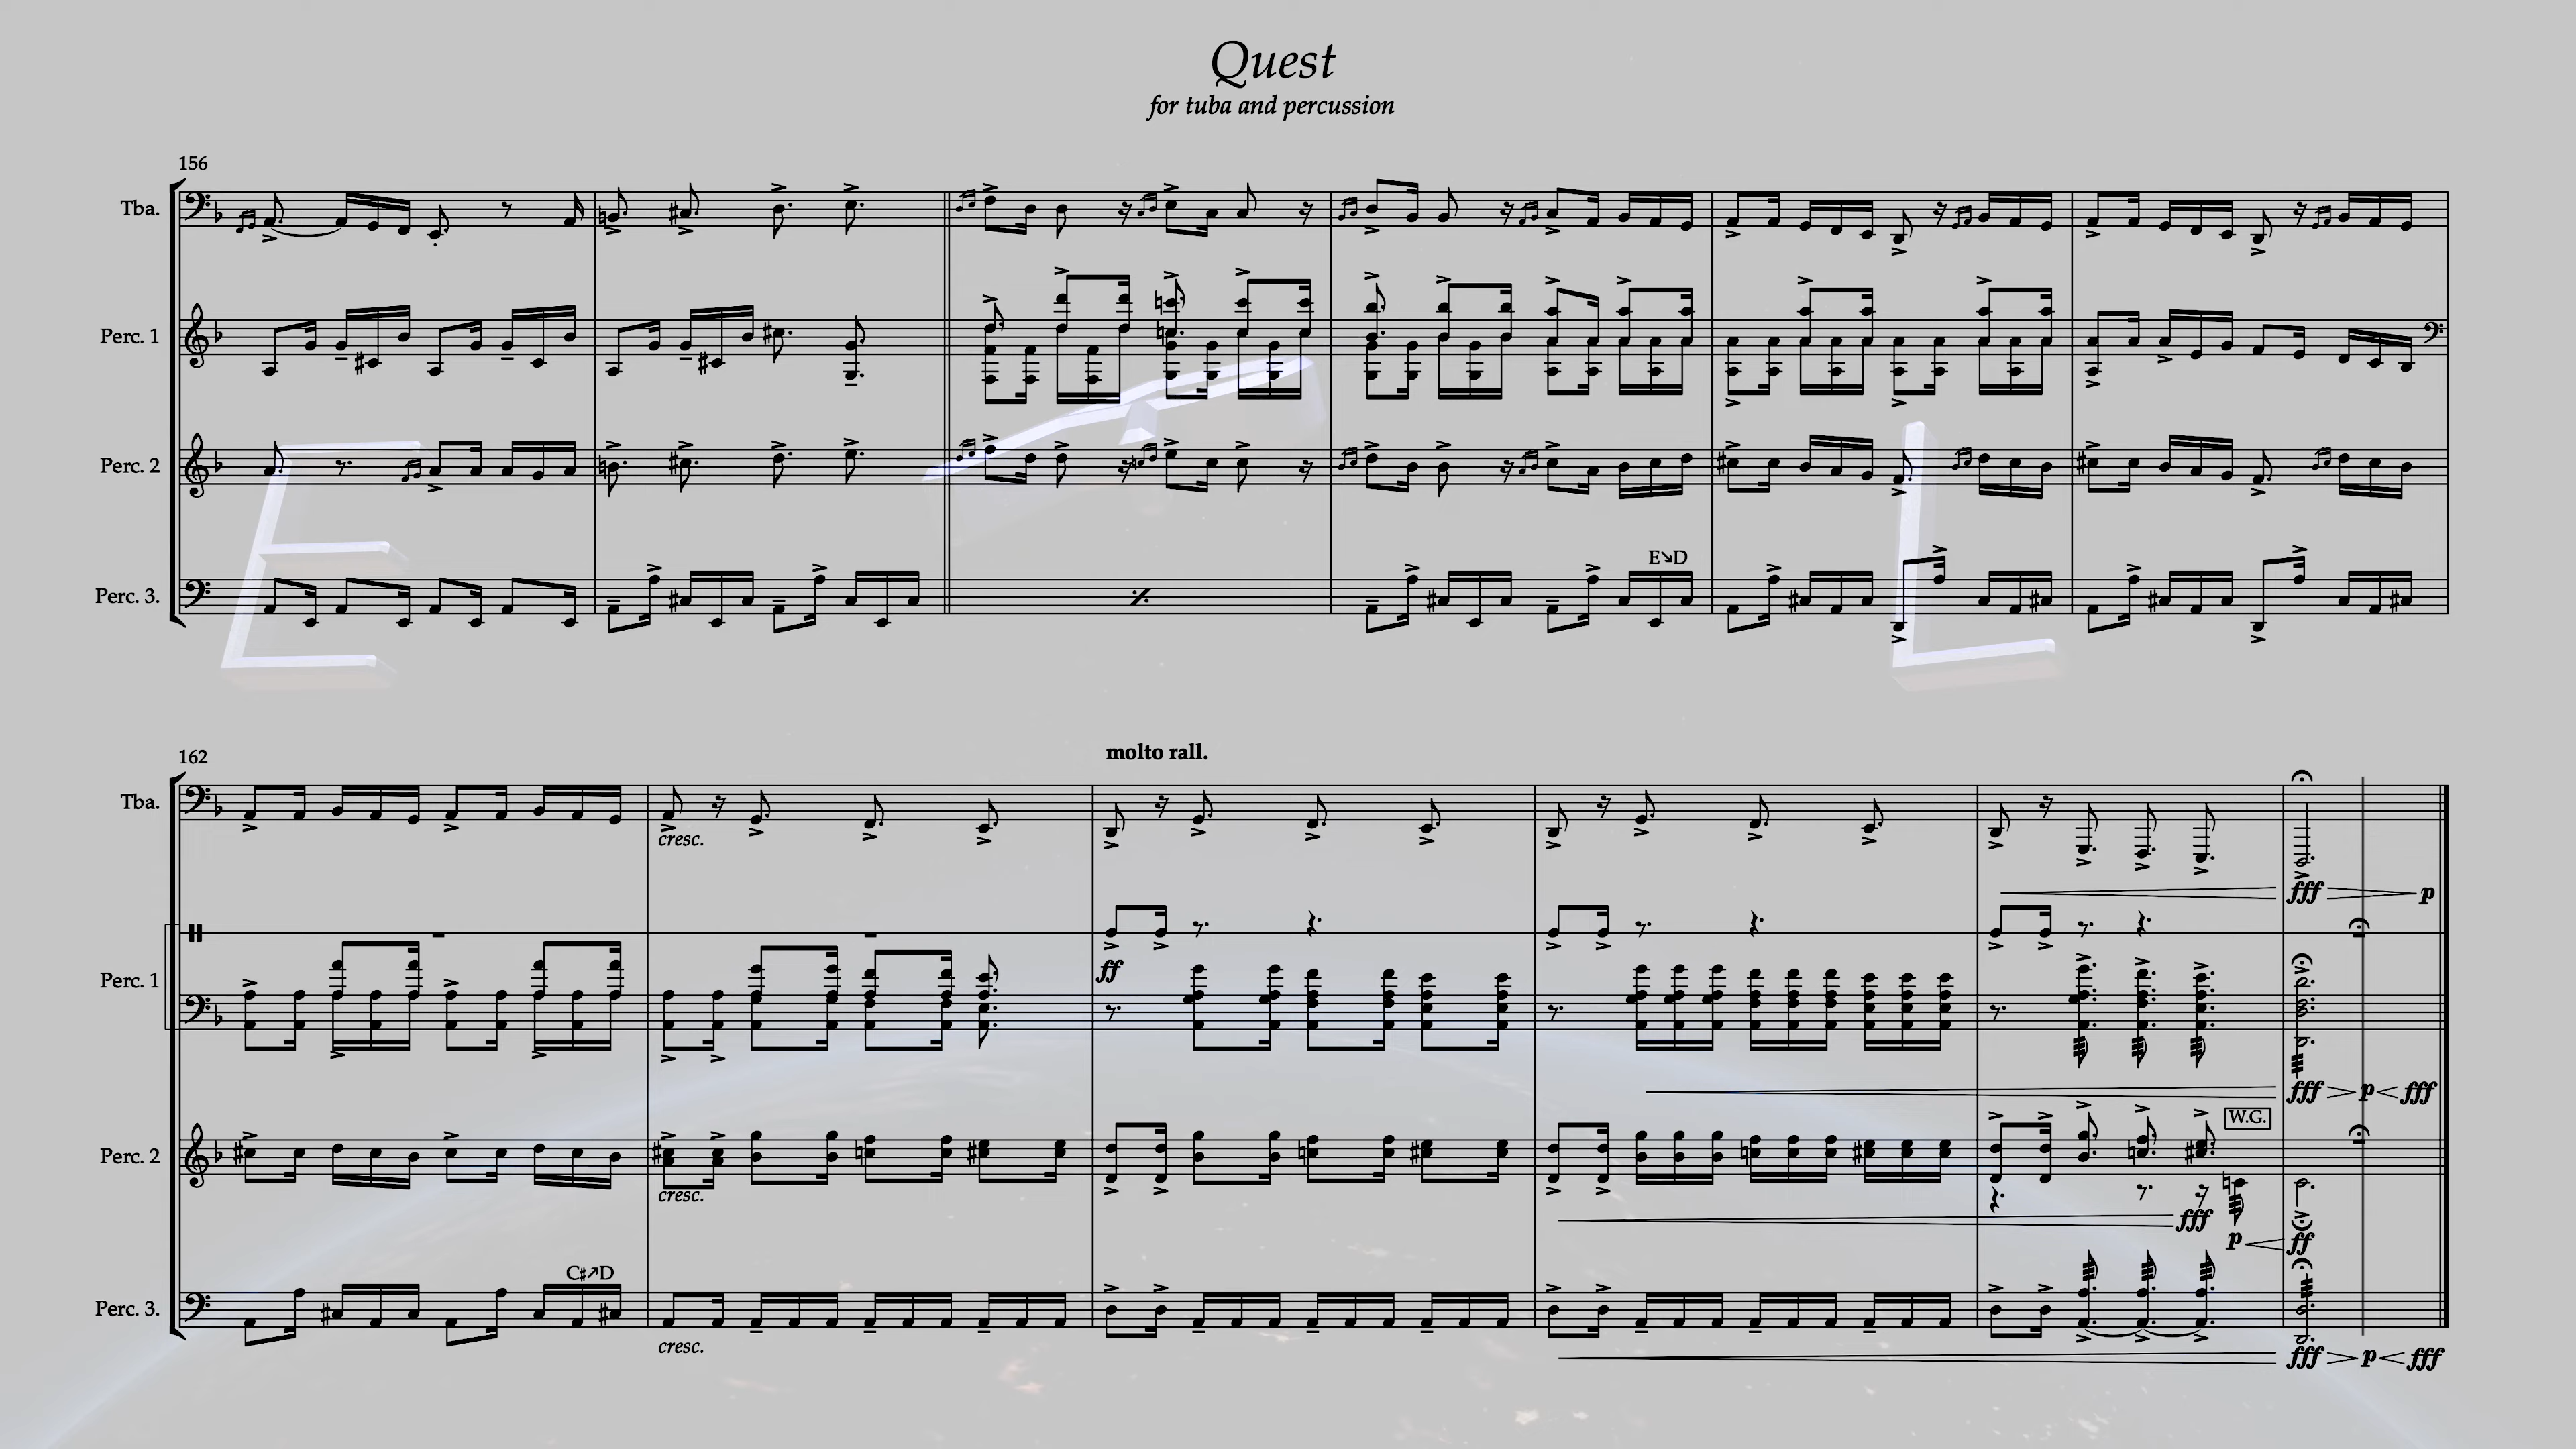 Quest
for tuba and percussion
156
Tba.
Perc. 1
Perc. 2
E↘D
Perc. 3.
E L
162
molto rall.
Tba.
cresc.
fff p
Perc. 1
ff
fff p fff
W.G.
Perc. 2
cresc.
fff
p ff
C♯↗D
Perc. 3.
cresc.
fff p fff